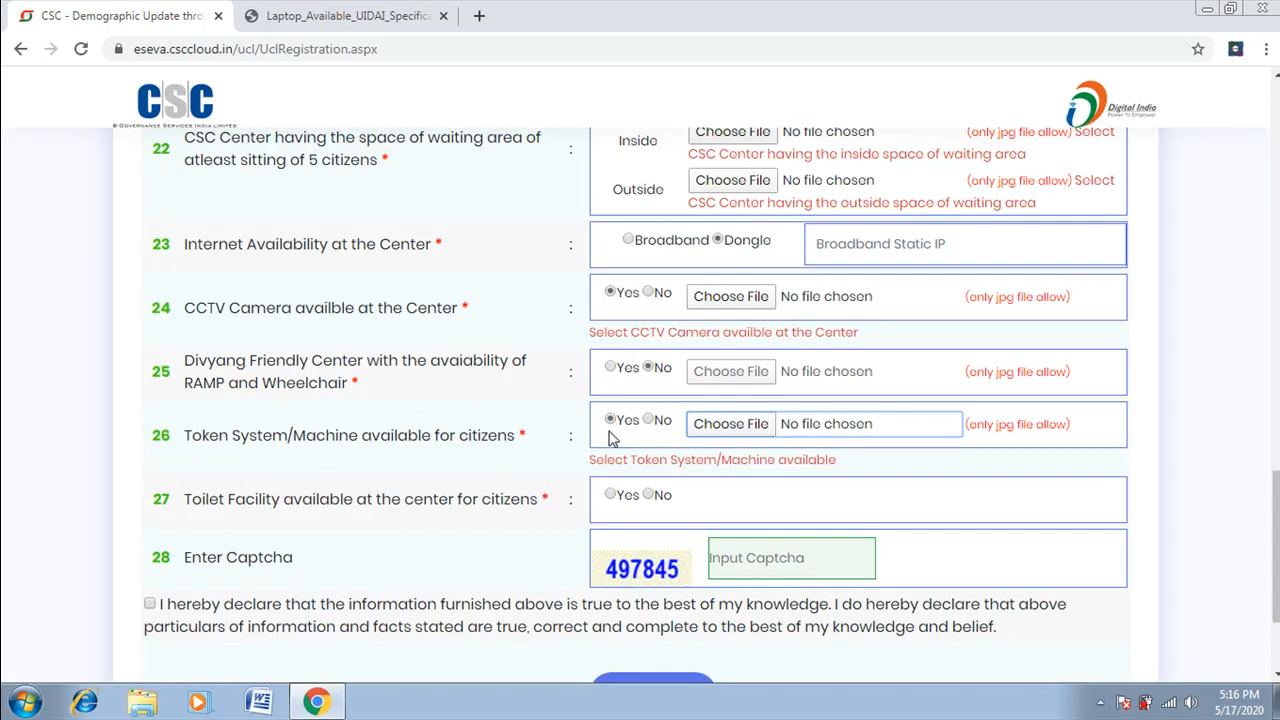 CSC - Demographic Update thro
Laptop_Available_UIDAI_Specifica
eseva.csccloud.in/ucl/UclRegistration.aspx
CSC
e-GOVERNANCE SERVICES INDIA LIMITED
Digital India
Power To Empower
22 CSC Center having the space of waiting area of
atleast sitting of 5 citizens * :
Inside Choose File No file chosen (only jpg file allow) Select
CSC Center having the inside space of waiting area
Outside Choose File No file chosen (only jpg file allow) Select
CSC Center having the outside space of waiting area
23 Internet Availability at the Center * : Broadband Dongle Broadband Static IP
24 CCTV Camera availble at the Center * : Yes No Choose File No file chosen (only jpg file allow)
Select CCTV Camera availble at the Center
25 Divyang Friendly Center with the avaiability of
RAMP and Wheelchair * : Yes No Choose File No file chosen (only jpg file allow)
26 Token System/Machine available for citizens * : Yes No Choose File No file chosen (only jpg file allow)
Select Token System/Machine available
27 Toilet Facility available at the center for citizens * : Yes No
28 Enter Captcha : 497845 Input Captcha
I hereby declare that the information furnished above is true to the best of my knowledge. I do hereby declare that above
particulars of information and facts stated are true, correct and complete to the best of my knowledge and belief.
5:16 PM
5/17/2020